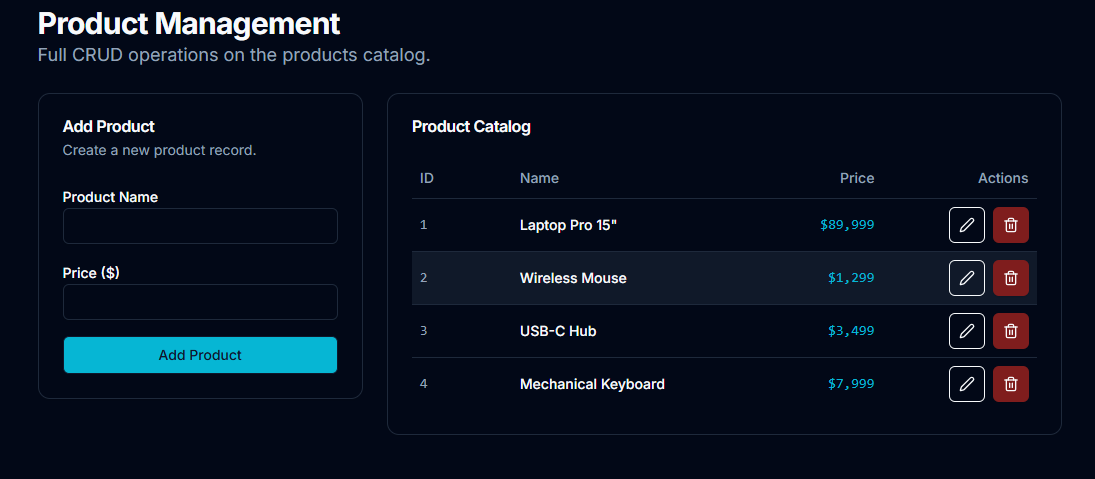 Product Management
Full CRUD operations on the products catalog.
Add Product
Create a new product record.
Product Name
Price ($)
Add Product
Product Catalog
ID Name Price Actions
1 Laptop Pro 15" $89,999
2 Wireless Mouse $1,299
3 USB-C Hub $3,499
4 Mechanical Keyboard $7,999